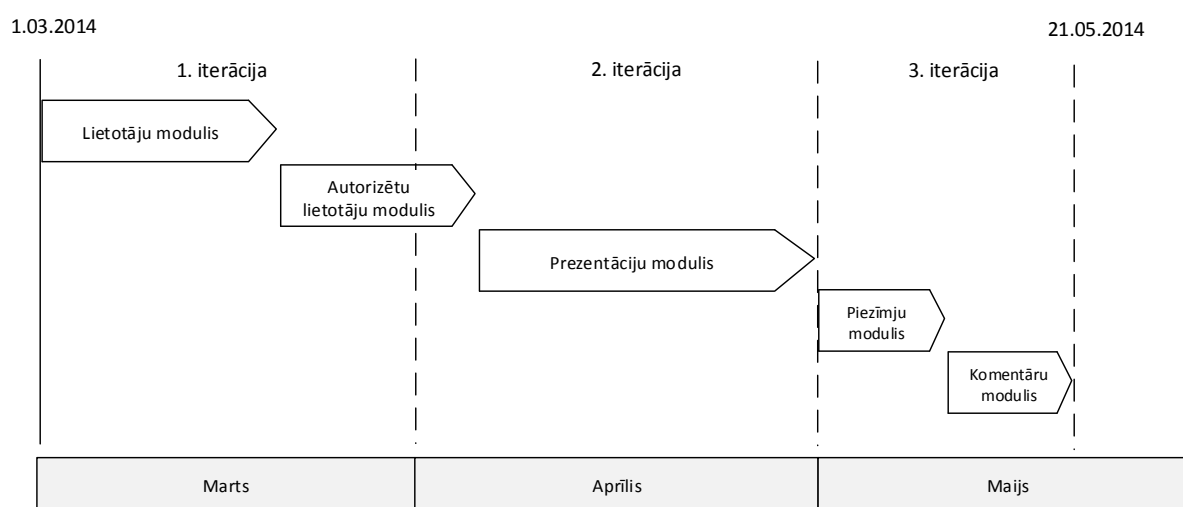 1.03.2014
21.05.2014
1. iterācija
2. iterācija
3. iterācija
Lietotāju modulis
Autorizētu
lietotāju modulis
Prezentāciju modulis
Piezīmju
modulis
Komentāru
modulis
Marts
Aprīlis
Maijs